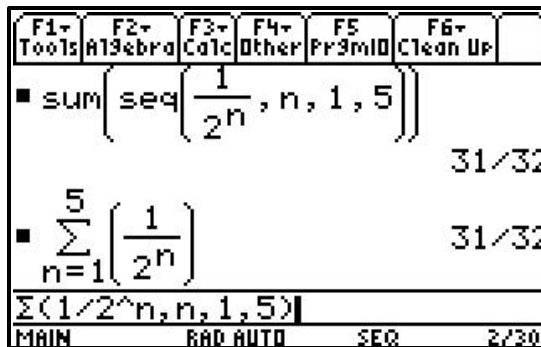 F1 F2 F3 F4 F5 F6
Tools Algebra Calc Other PrgmIO Clean Up
sum(seq(1/2^n, n, 1, 5))
31/32
5
Σ (1/2^n) 31/32
n=1
Σ(1/2^n,n,1,5)
MAIN RAD AUTO SEQ 2/30